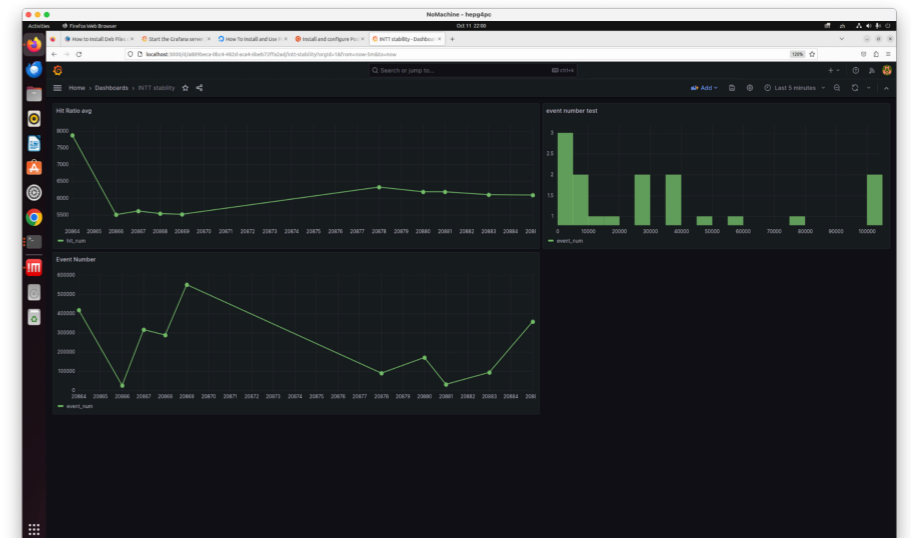 NoMachine - hepg4pc
Activities Firefox Web Browser Oct 11 22:00 zh
How to Install Deb Files Start the Grafana server How To Install and Use P Install and configure Po INTT stability - Dashboar
120%
Search or jump to... ctrl+k
Home Dashboards INTT stability Add Last 5 minutes
Hit Ratio avg
8000
7500
7000
6500
6000
5500
20864 20865 20866 20867 20868 20869 20870 20871 20872 20873 20874 20875 20876 20877 20878 20879 20880 20881 20882 20883 20884
hit_num
event number test
3
2.5
2
1.5
1
0 10000 20000 30000 40000 50000 60000 70000 80000 90000 100000
event_num
Event Number
600000
500000
400000
300000
200000
100000
0
20864 20865 20866 20867 20868 20869 20870 20871 20872 20873 20874 20875 20876 20877 20878 20879 20880 20881 20882 20883 20884
event_num